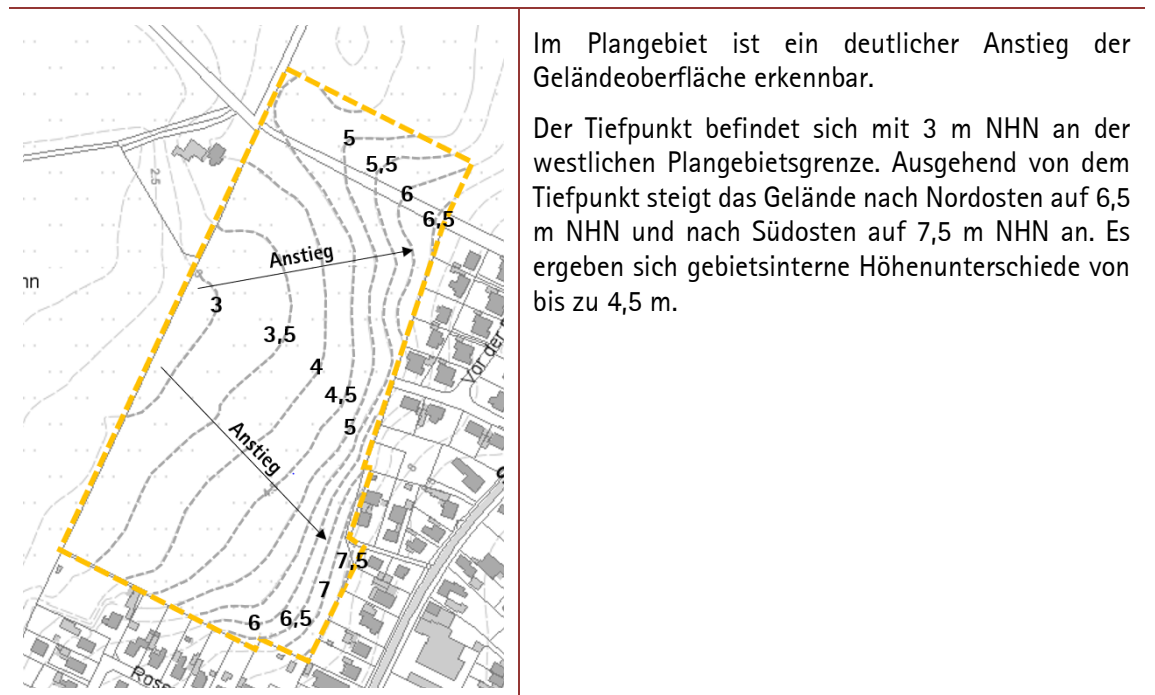 Im Plangebiet ist ein deutlicher Anstieg der
Geländeoberfläche erkennbar.
Der Tiefpunkt befindet sich mit 3 m NHN an der
westlichen Plangebietsgrenze. Ausgehend von dem
Tiefpunkt steigt das Gelände nach Nordosten auf 6,5
m NHN und nach Südosten auf 7,5 m NHN an. Es
ergeben sich gebietsinterne Höhenunterschiede von
bis zu 4,5 m.
5
5,5
6
6,5
2.5
Anstieg
3
3,5
4
4,5
5
Anstieg
Vor der
7,5
7
6,5
6
Rose